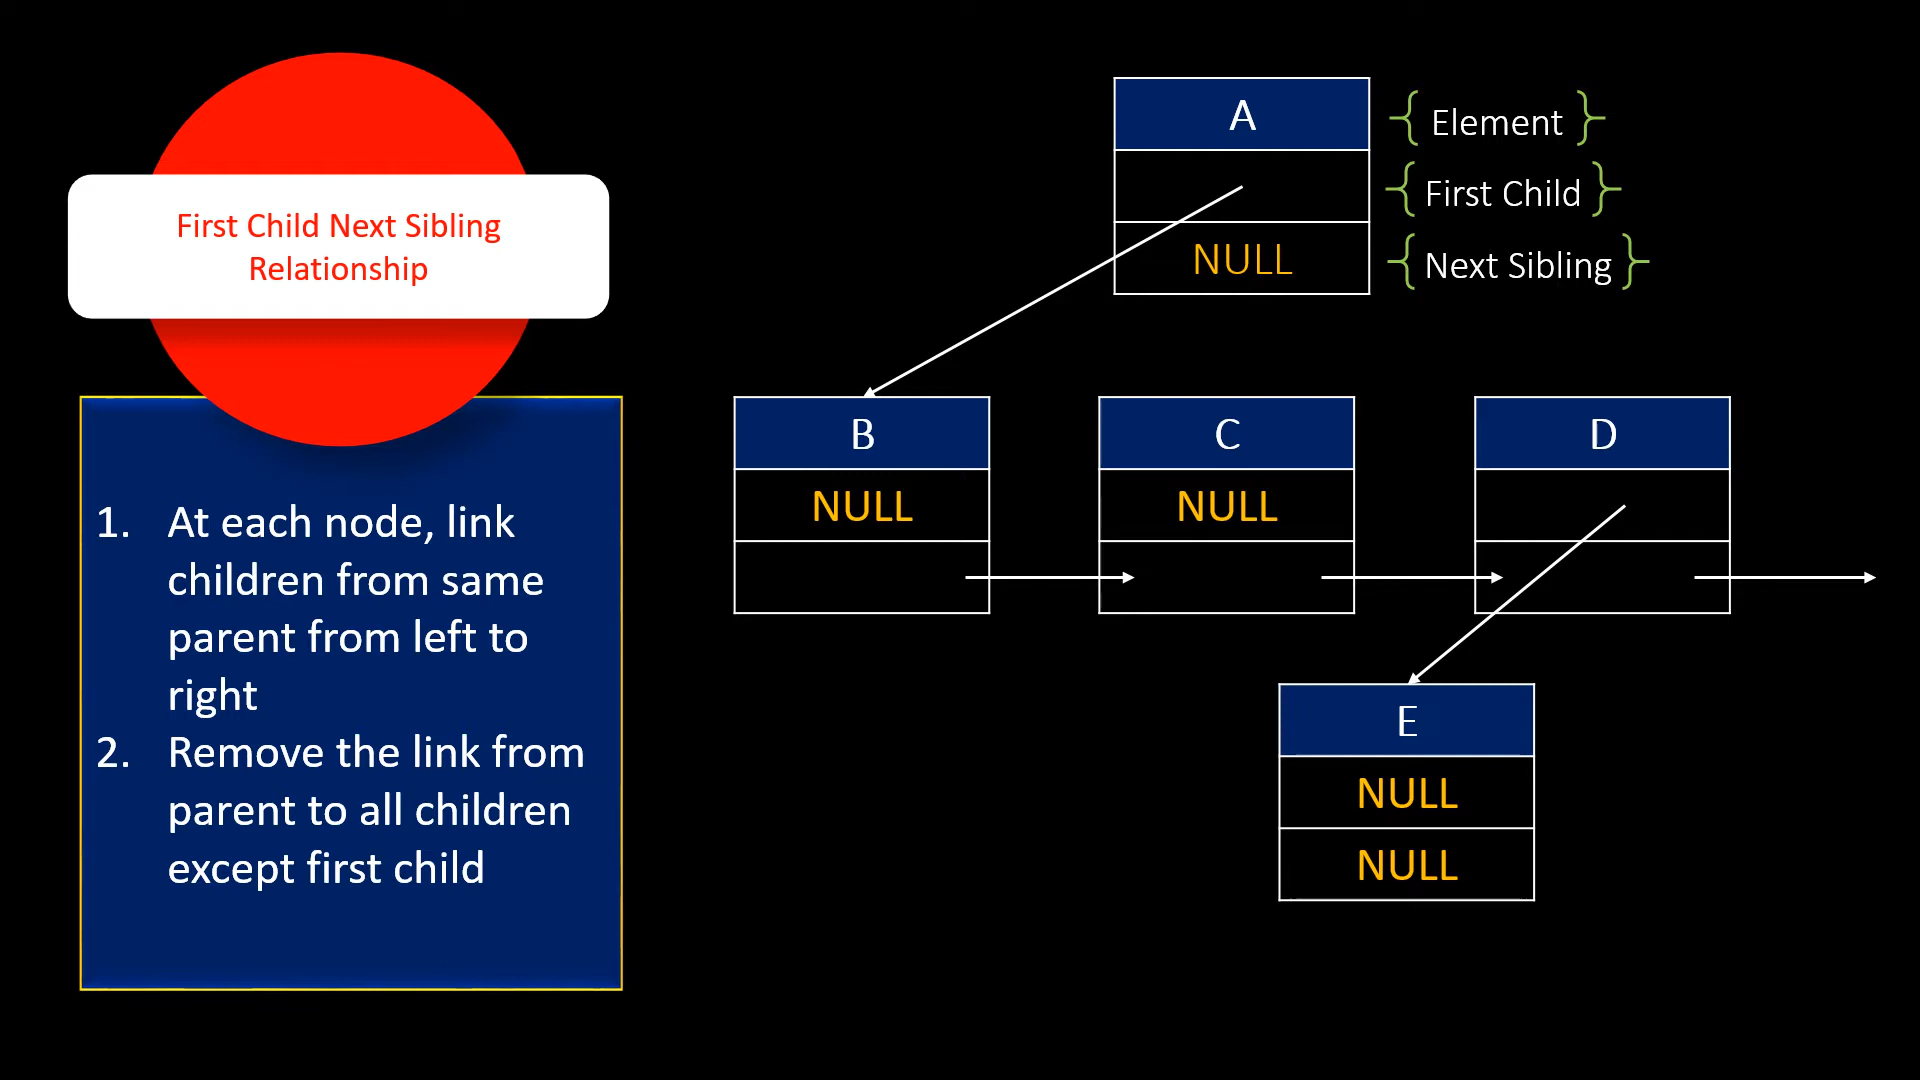 First Child Next Sibling
Relationship
1. At each node, link
children from same
parent from left to
right
2. Remove the link from
parent to all children
except first child
A
Element
First Child
NULL
Next Sibling
B
C
D
NULL
NULL
E
NULL
NULL